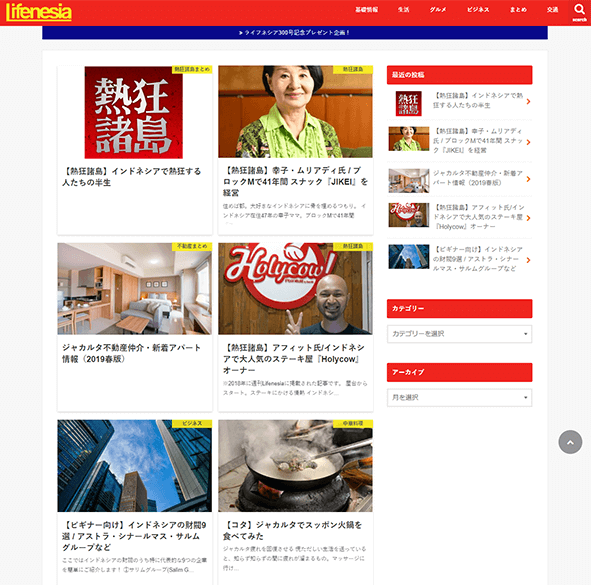 Lifenesia
基礎情報
生活
グルメ
ビジネス
まとめ
交通
search
➤ ライフネシア300号記念プレゼント企画！
熱狂諸島まとめ
熱狂
諸島
【熱狂諸島】インドネシアで熱狂する
人たちの半生
熱狂諸島
【熱狂諸島】幸子・ムリアディ氏 / ブ
ロックMで41年間 スナック『JIKEI』を
経営
住めば都、大好きなインドネシアに骨を埋めるつもり。 イ
ンドネシア在住47年の幸子ママ。ブロックMで41年間
不動産まとめ
ジャカルタ不動産仲介・新着アパート
情報（2019春版）
熱狂諸島
Holycow!
【熱狂諸島】アフィット氏/インドネシ
アで大人気のステーキ屋『Holycow』
オーナー
※2018年に週刊Lifenesiaに掲載された記事です。 屋台から
スタート。ステーキにかける情熱 インドネシ...
ビジネス
【ビギナー向け】インドネシアの財閥9
選 / アストラ・シナールマス・サルム
グループなど
ここではインドネシアの財閥のうち特に代表的な9つの企業
を簡単にご紹介します！ ①サリムグループ(Salim G...
中華料理
【コタ】ジャカルタでスッポン火鍋を
食べてみた
ジャカルタ疲れを回復させる 慌ただしい生活を送っている
と、知らず知らずの間に疲れが溜まるもの。マッサージに
行け...
最近の投稿
熱狂
諸島
【熱狂諸島】インドネシアで熱
狂する人たちの半生
【熱狂諸島】幸子・ムリアディ
氏 / ブロックMで41年間 スナッ
ク『JIKEI』を経営
ジャカルタ不動産仲介・新着ア
パート情報（2019春版）
【熱狂諸島】アフィット氏/イン
ドネシアで大人気のステーキ屋
『Holycow』オーナー
【ビギナー向け】インドネシア
の財閥9選 / アストラ・シナー
ルマス・サルムグループなど
カテゴリー
カテゴリーを選択
アーカイブ
月を選択